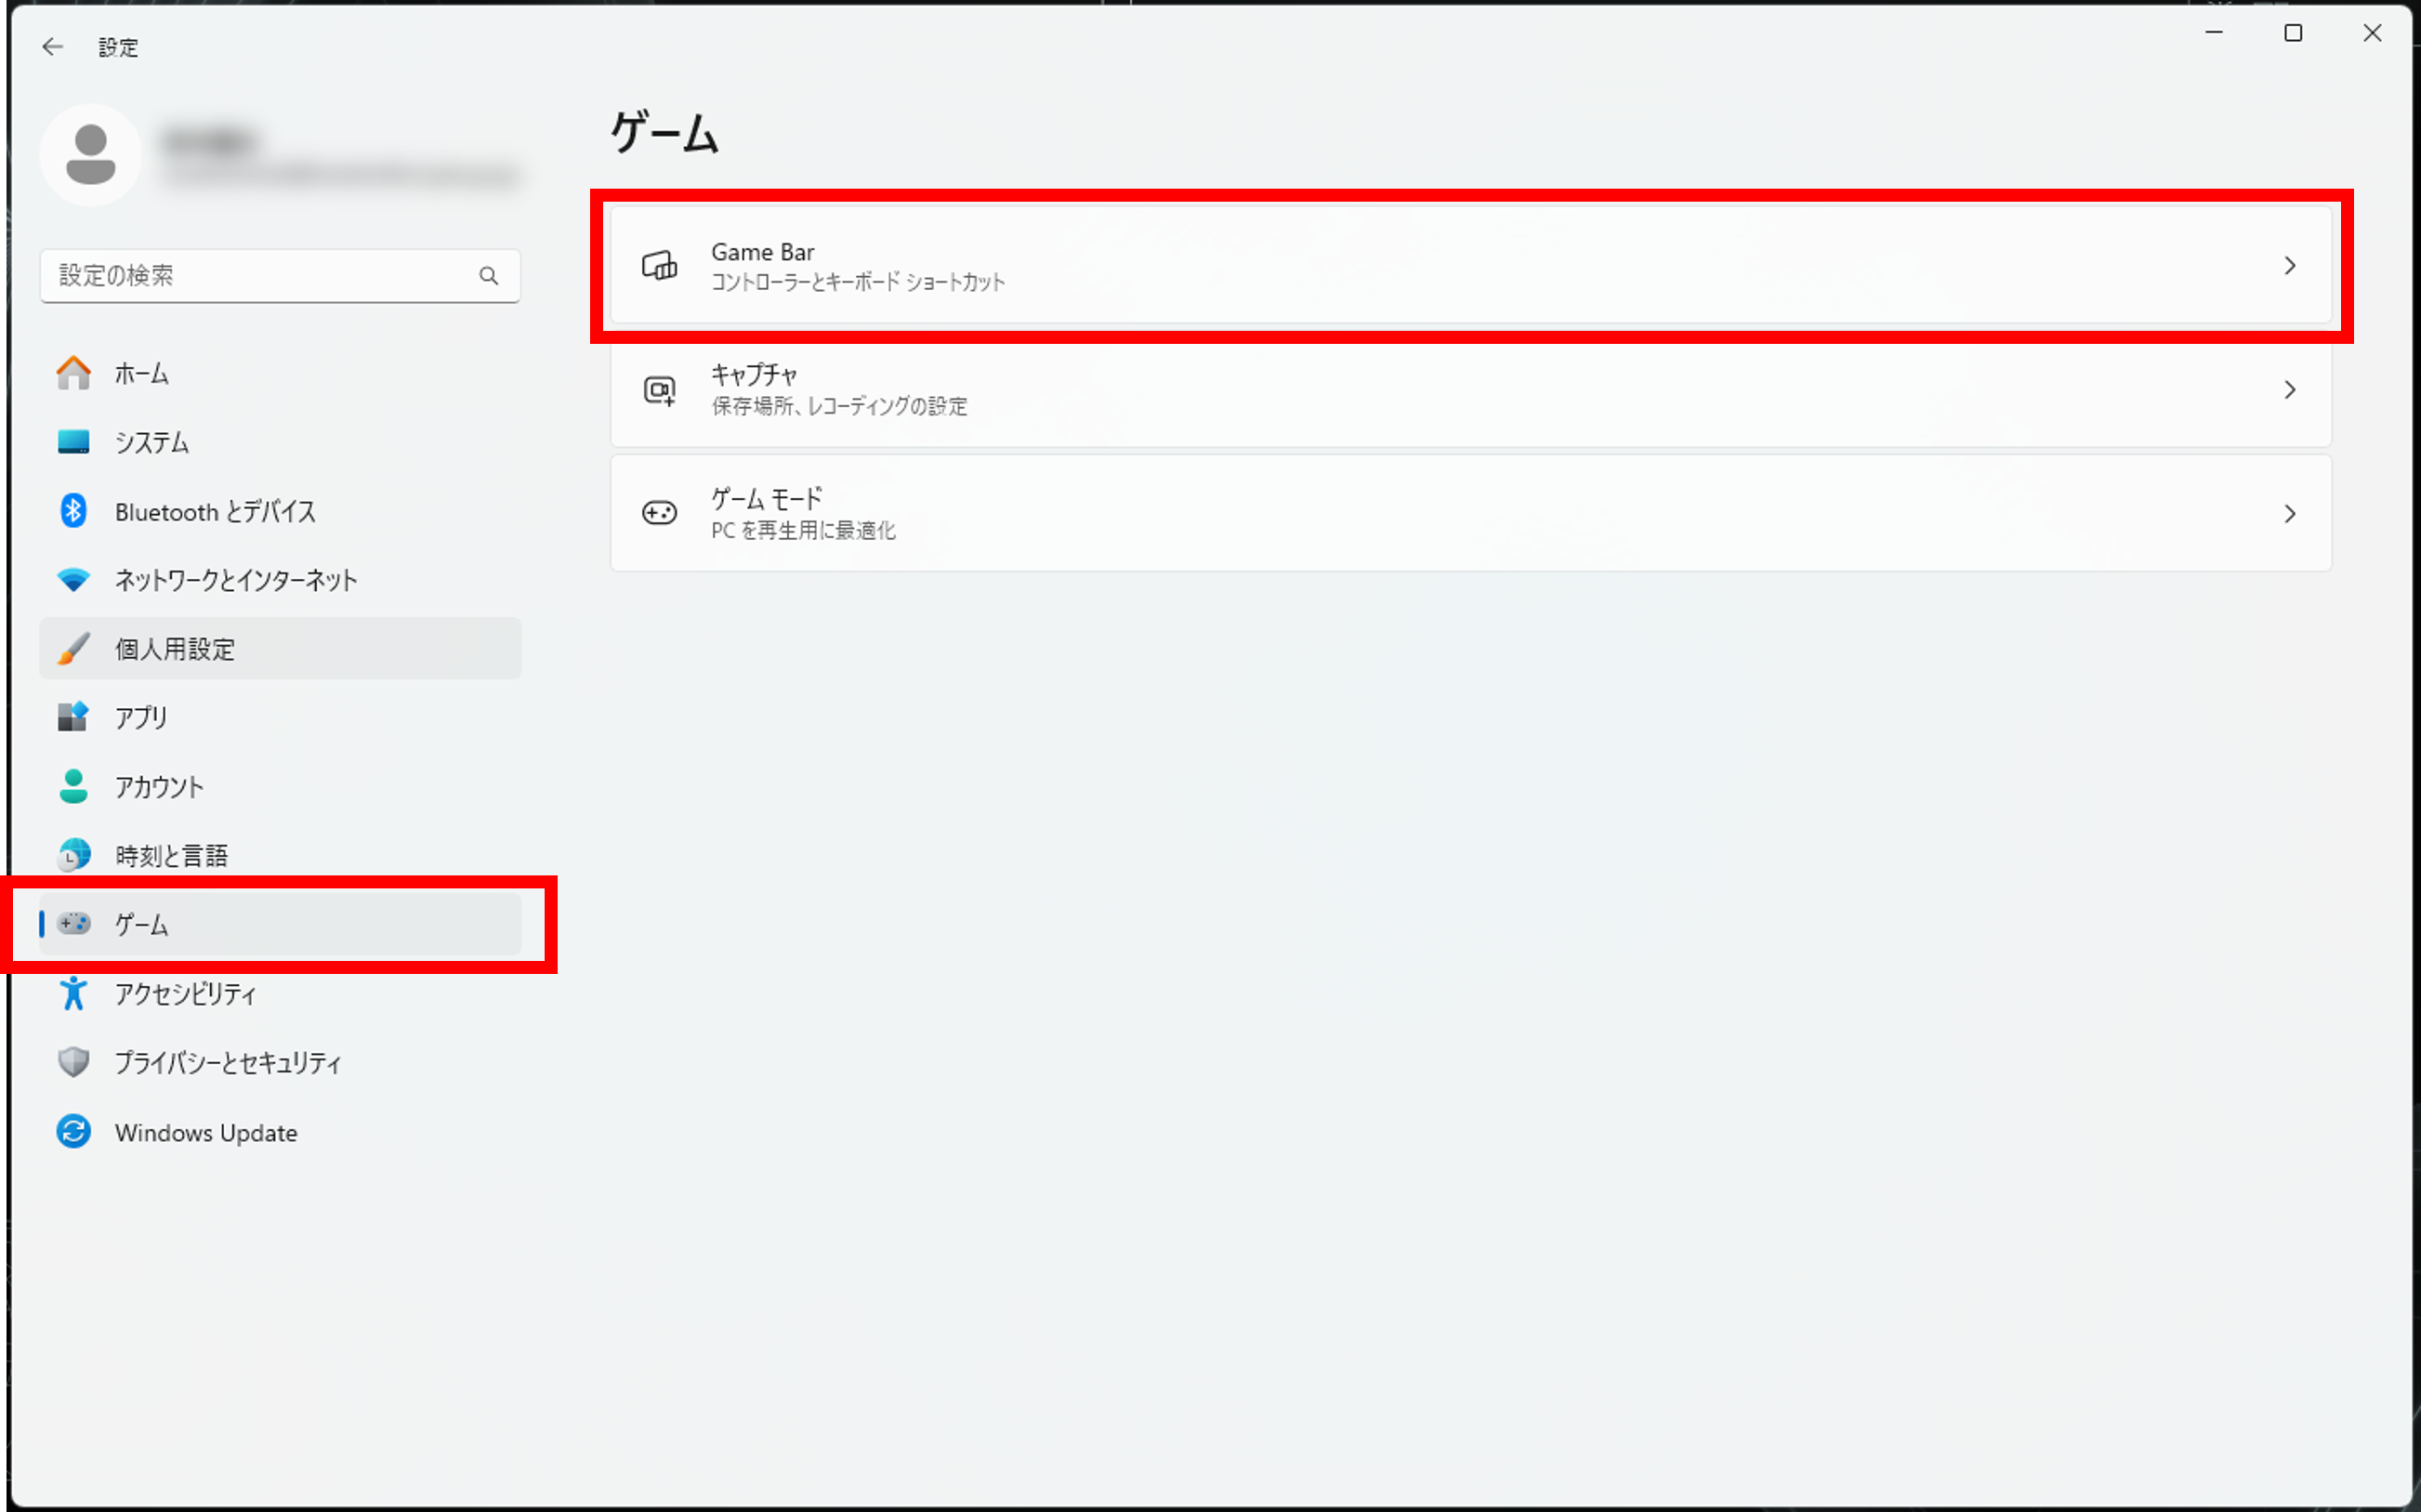 設定
設定の検索
ホーム
システム
Bluetooth とデバイス
ネットワークとインターネット
個人用設定
アプリ
アカウント
時刻と言語
ゲーム
アクセシビリティ
プライバシーとセキュリティ
Windows Update
ゲーム
Game Bar
コントローラーとキーボード ショートカット
キャプチャ
保存場所、レコーディングの設定
ゲーム モード
PC を再生用に最適化